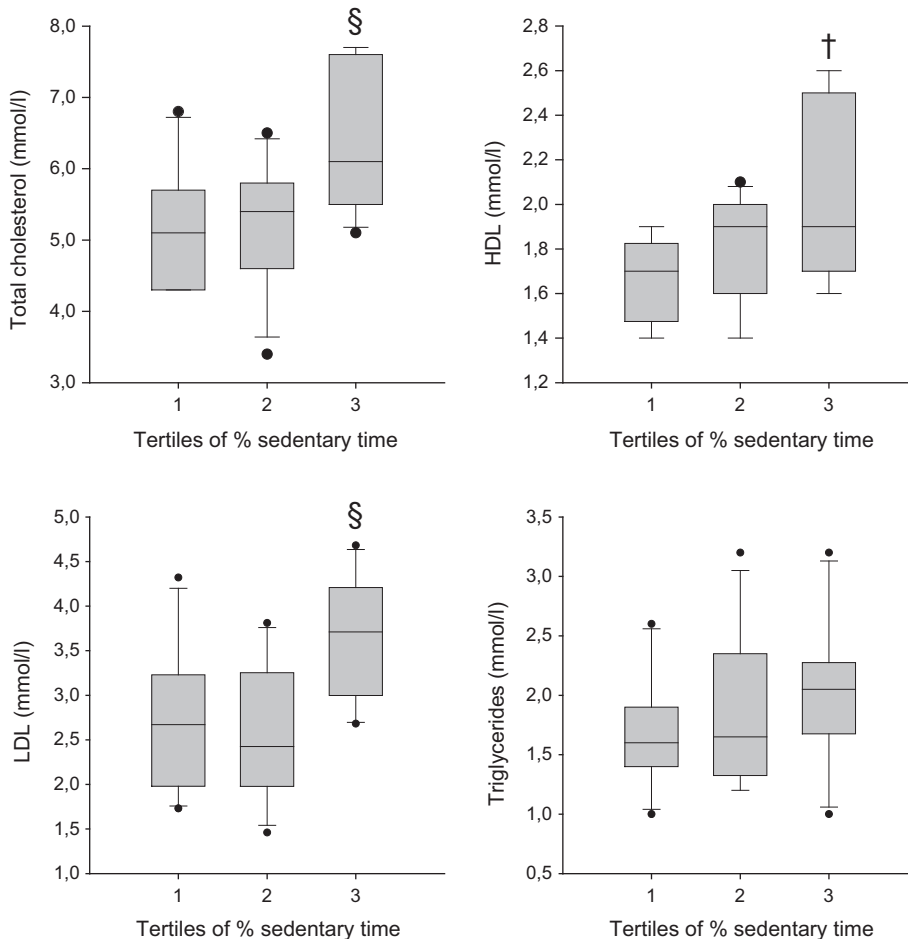 8,0
7,0
6,0
5,0
4,0
3,0
Total cholesterol (mmol/l)
§
1 2 3
Tertiles of % sedentary time
2,8
2,6
2,4
2,2
2,0
1,8
1,6
1,4
1,2
HDL (mmol/l)
†
1 2 3
Tertiles of % sedentary time
5,0
4,5
4,0
3,5
3,0
2,5
2,0
1,5
1,0
LDL (mmol/l)
§
1 2 3
Tertiles of % sedentary time
3,5
3,0
2,5
2,0
1,5
1,0
0,5
Triglycerides (mmol/l)
1 2 3
Tertiles of % sedentary time